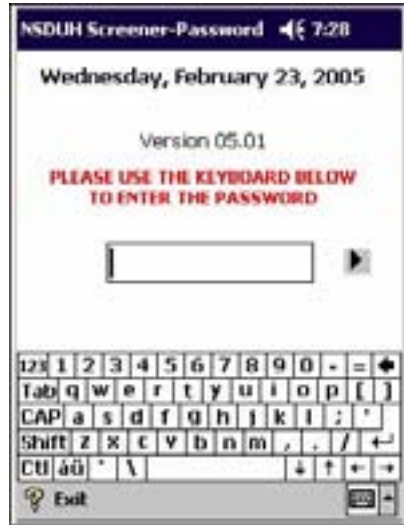 NSDUH Screener-Password 7:28
Wednesday, February 23, 2005
Version 05.01
PLEASE USE THE KEYBOARD BELOW
TO ENTER THE PASSWORD
123 1 2 3 4 5 6 7 8 9 0 - =
Tab q w e r t y u i o p [ ]
CAP a s d f g h j k l ; '
Shift z x c v b n m , . /
Ctl áü ` \
Exit